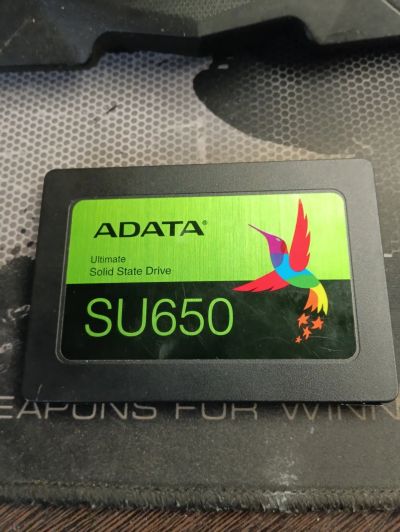 ADATA®
Ultimate
Solid State Drive
SU650
EAPONS FOR WINN